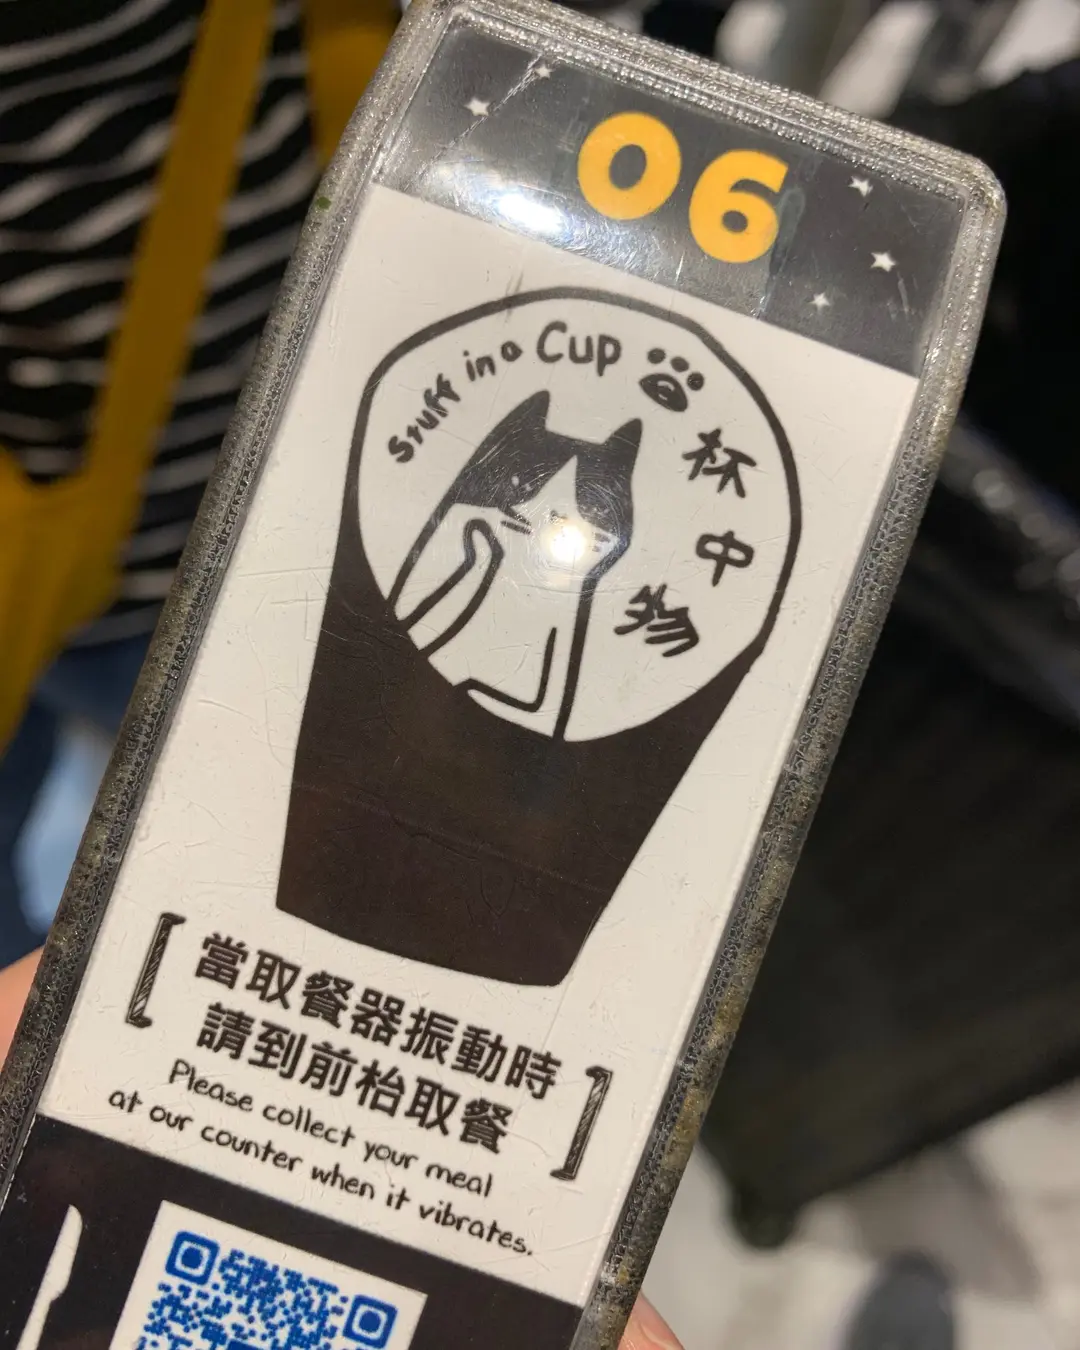 06
Stuff in a Cup
杯中物
當取餐器振動時
請到前枱取餐
Please collect your meal
at our counter when it vibrates.